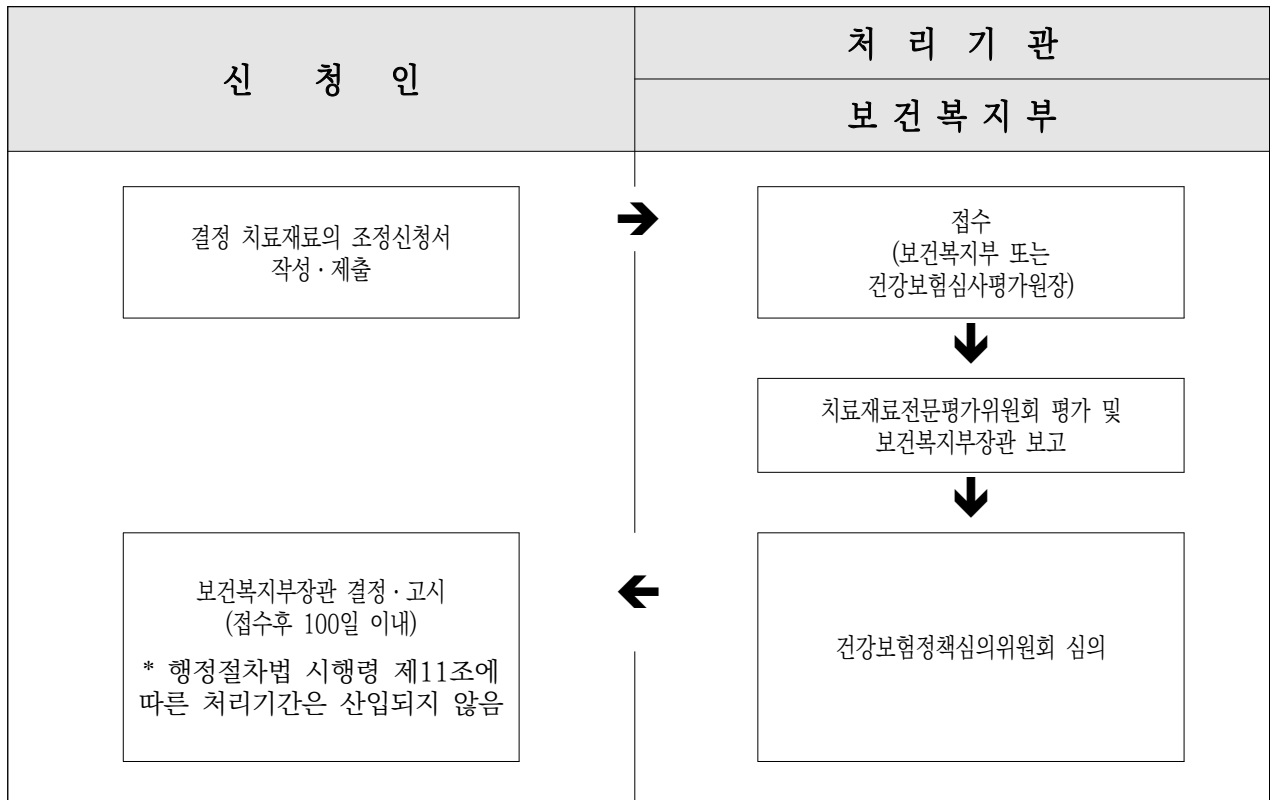 신 청 인
처 리 기 관
보 건 복 지 부
결정 치료재료의 조정신청서
작성·제출
접수
(보건복지부 또는
건강보험심사평가원장)
치료재료전문평가위원회 평가 및
보건복지부장관 보고
건강보험정책심의위원회 심의
보건복지부장관 결정·고시
(접수후 100일 이내)
* 행정절차법 시행령 제11조에
따른 처리기간은 산입되지 않음